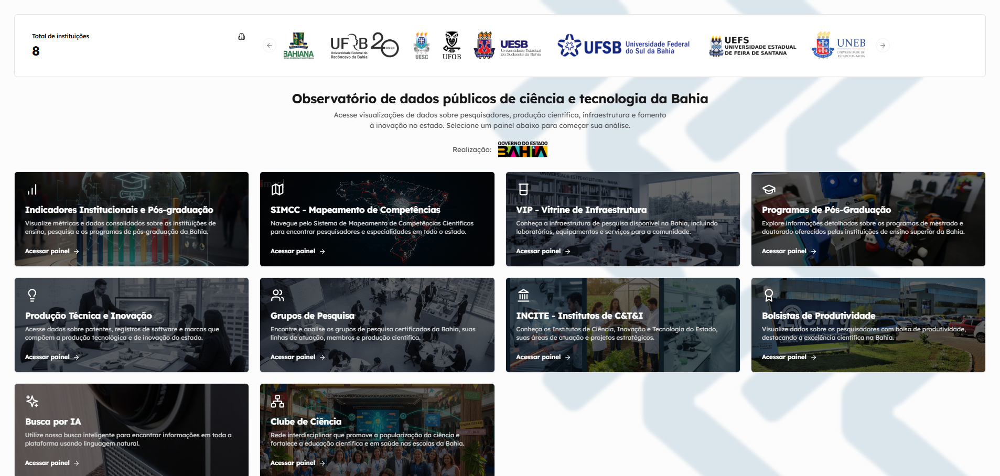 Total de instituições
8
BAHIANA
UFRB 20 ANOS
Universidade Federal do
Recôncavo da Bahia
UESC
UFOB
UESB
Universidade Estadual
do Sudoeste da Bahia
UFSB Universidade Federal
do Sul da Bahia
UEFS
UNIVERSIDADE ESTADUAL
DE FEIRA DE SANTANA
UNEB
UNIVERSIDADE DO
ESTADO DA BAHIA
Observatório de dados públicos de ciência e tecnologia da Bahia
Acesse visualizações de dados sobre pesquisadores, produção científica, infraestrutura e fomento
à inovação no estado. Selecione um painel abaixo para começar sua análise.
Realização:
GOVERNO DO ESTADO
BAHIA
Indicadores Institucionais e Pós-graduação
Visualize métricas e dados consolidados sobre as instituições de
ensino, pesquisa e os programas de pós-graduação da Bahia.
Acessar painel
SIMCC - Mapeamento de Competências
Navegue pelo Sistema de Mapeamento de Competências Científicas
para encontrar pesquisadores e especialidades em todo o estado.
Acessar painel
VIP - Vitrine de Infraestrutura
Conheça a infraestrutura de pesquisa disponível na Bahia, incluindo
laboratórios, equipamentos e serviços para a comunidade.
Acessar painel
Programas de Pós-Graduação
Explore informações detalhadas sobre os programas de mestrado e
doutorado oferecidos pelas instituições de ensino superior da Bahia.
Acessar painel
Produção Técnica e Inovação
Acesse dados sobre patentes, registros de software e marcas que
compõem a produção tecnológica e de inovação do estado.
Acessar painel
Grupos de Pesquisa
Encontre e analise os grupos de pesquisa certificados da Bahia, suas
linhas de atuação, membros e produção científica.
Acessar painel
INCITE - Institutos de C&T&I
Conheça os Institutos de Ciência, Inovação e Tecnologia do Estado,
suas áreas de atuação e projetos estratégicos.
Acessar painel
Bolsistas de Produtividade
Visualize dados sobre os pesquisadores com bolsa de produtividade,
destacando a excelência científica na Bahia.
Acessar painel
Busca por IA
Utilize nossa busca inteligente para encontrar informações em toda a
plataforma usando linguagem natural.
Acessar painel
Clube de Ciência
Rede interdisciplinar que promove a popularização da ciência e
fortalece a educação científica e em saúde nas escolas da Bahia.
Acessar painel